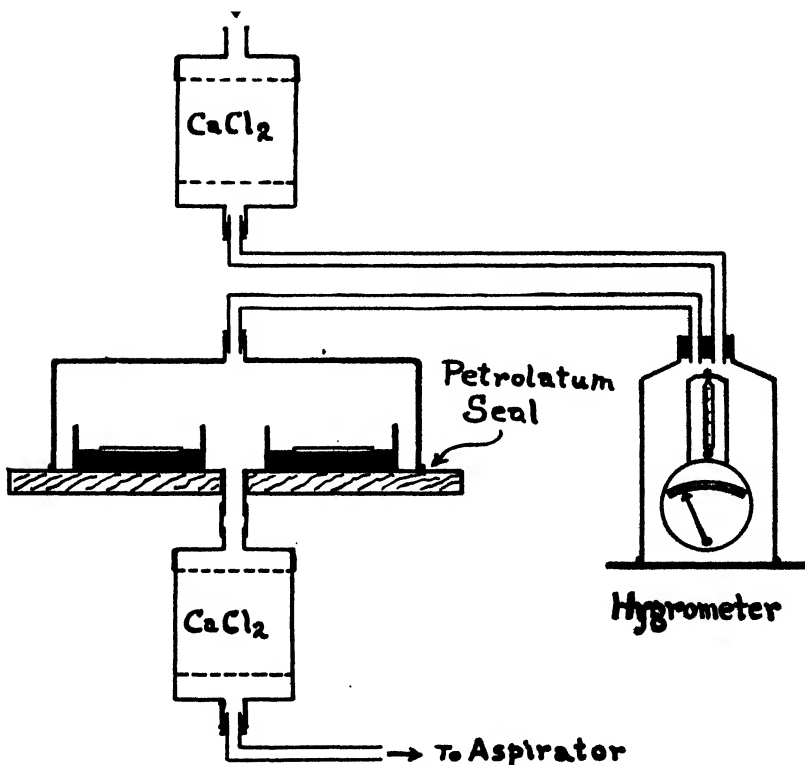 CaCl₂
Petrolatum
Seal
CaCl₂
Hygrometer
To Aspirator